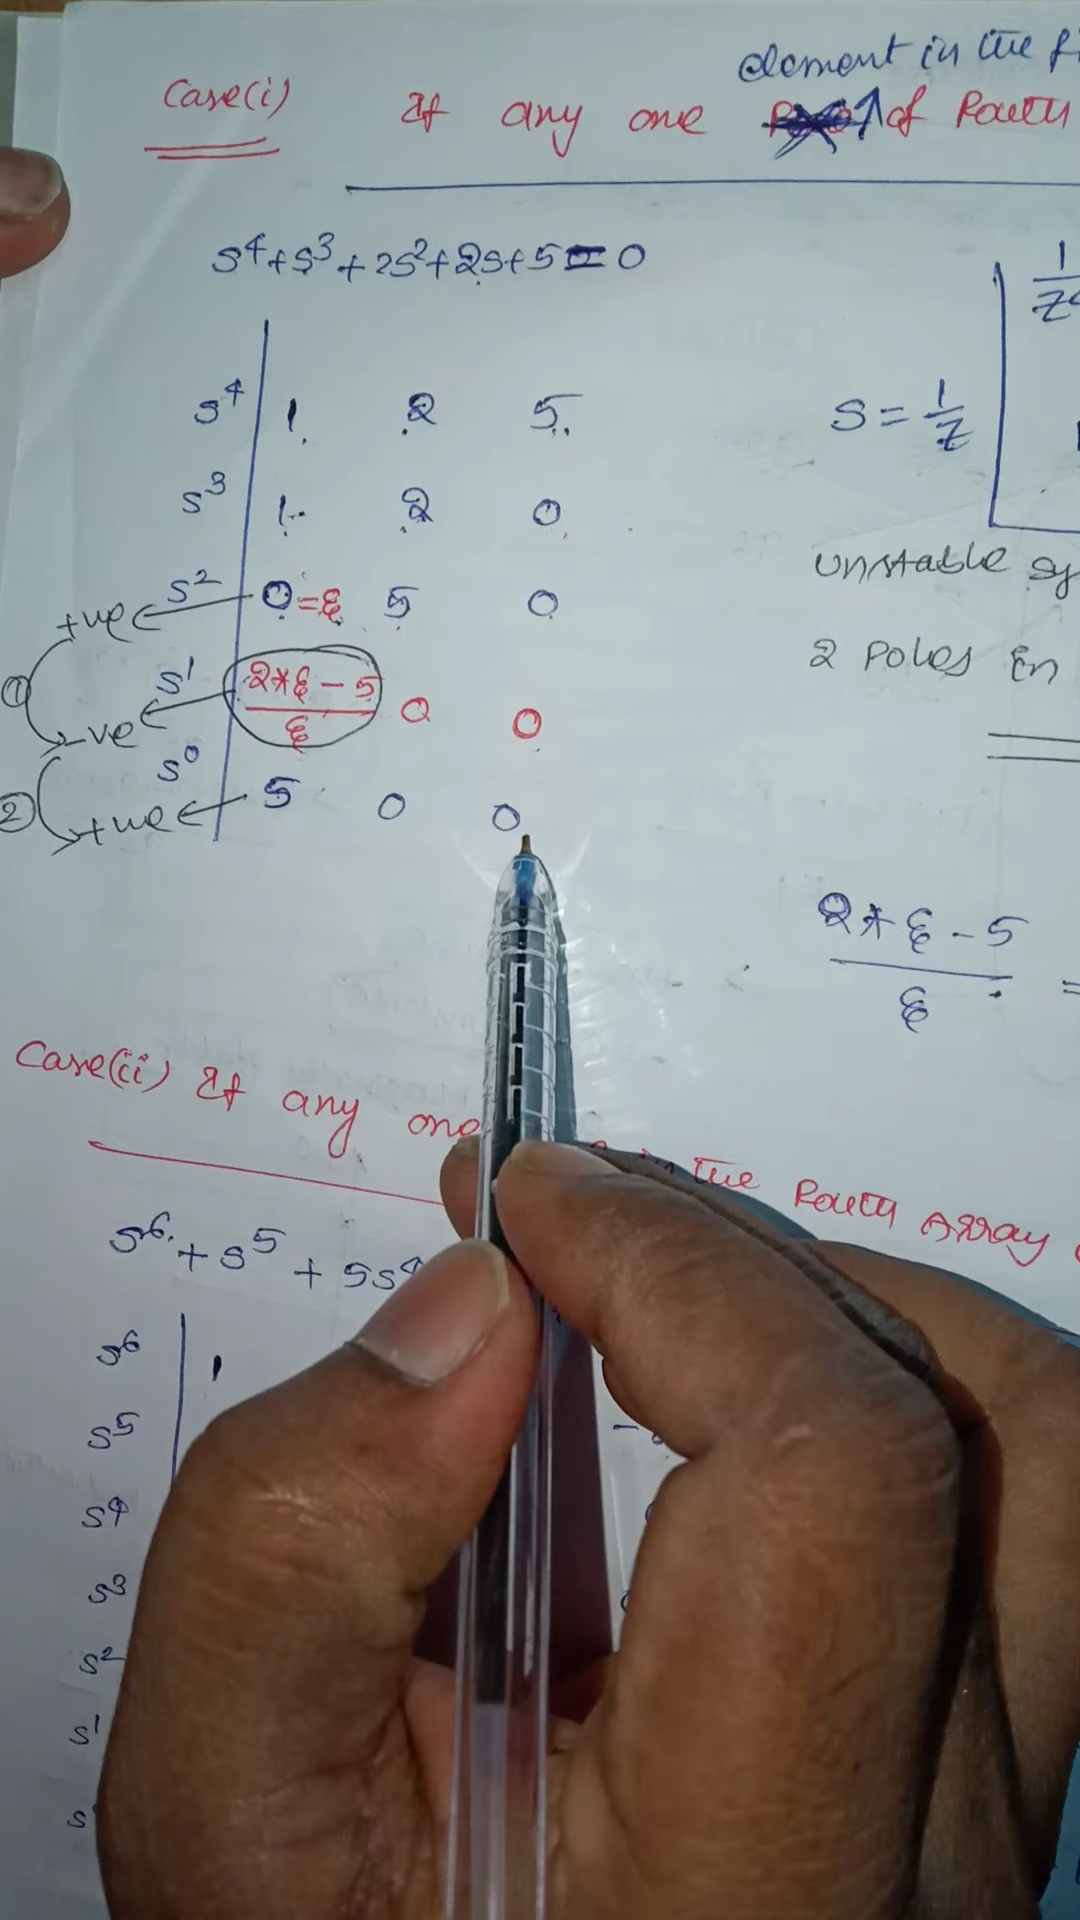 element in the
Case(i) If any one of Routh
s⁴+s³+2s²+2s+5=0
s⁴ 1 2 5
s³ 1 2 0
s² 0=ε 5 0
+ve
s¹ 2*ε-5/ε 0 0
①
-ve
s⁰ 5 0 0
②
+ve
1/z
s=1/z
unstable
2 poles in
2*ε-5/ε =
Case(ii) If any in the Routh Array
s⁶+s⁵+5s⁴
s⁶ 1
s⁵
s⁴
s³
s²
s¹
s